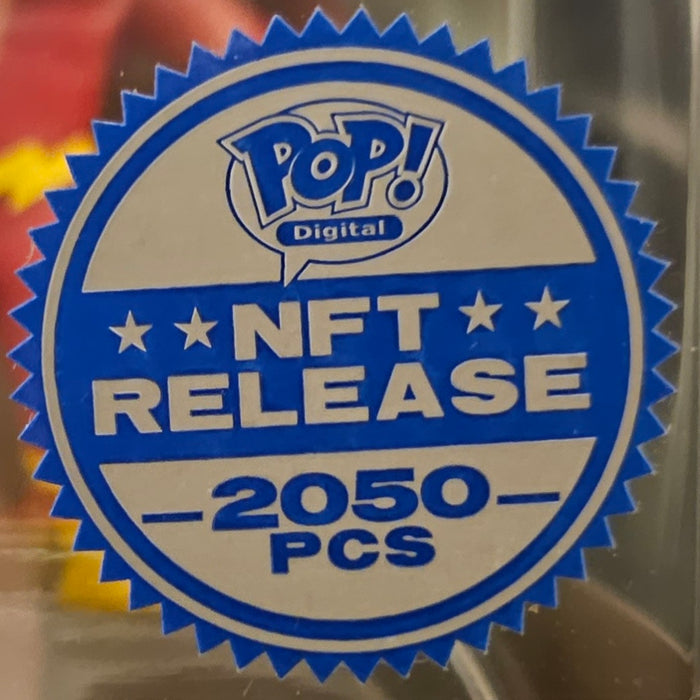 POP!
Digital
NFT
RELEASE
2050
PCS